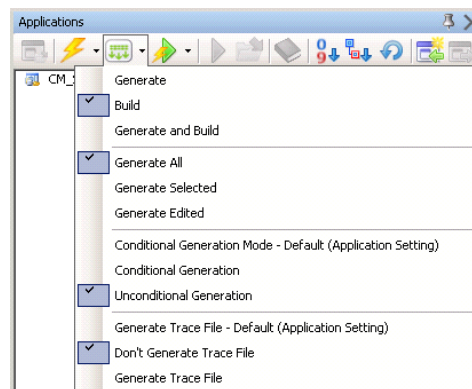 Applications
CM_
Generate
Build
Generate and Build
Generate All
Generate Selected
Generate Edited
Conditional Generation Mode - Default (Application Setting)
Conditional Generation
Unconditional Generation
Generate Trace File - Default (Application Setting)
Don't Generate Trace File
Generate Trace File